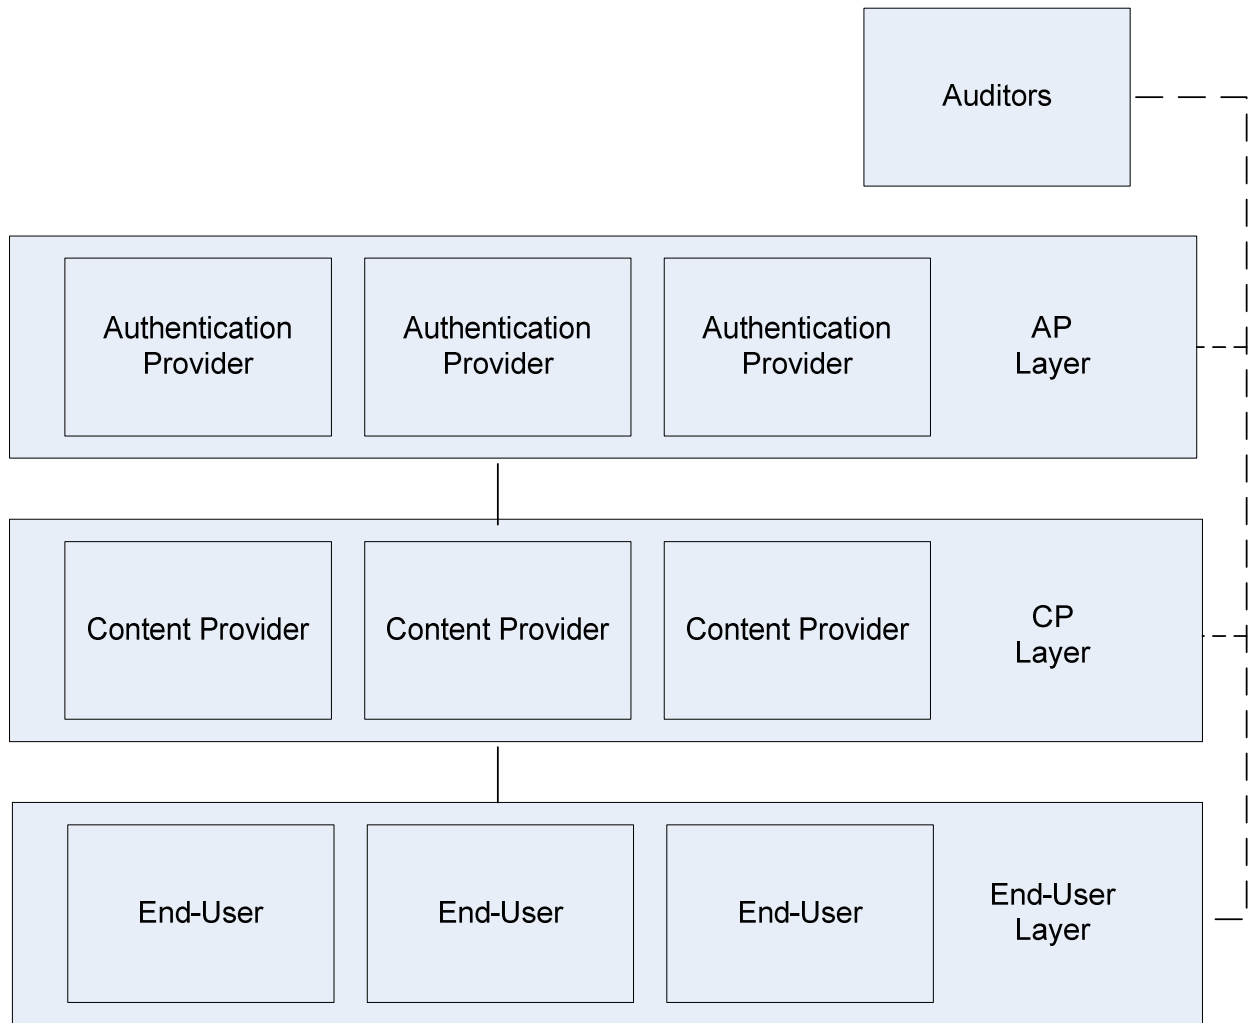 Auditors
Authentication
Provider
Authentication
Provider
Authentication
Provider
AP
Layer
Content Provider
Content Provider
Content Provider
CP
Layer
End-User
End-User
End-User
End-User
Layer